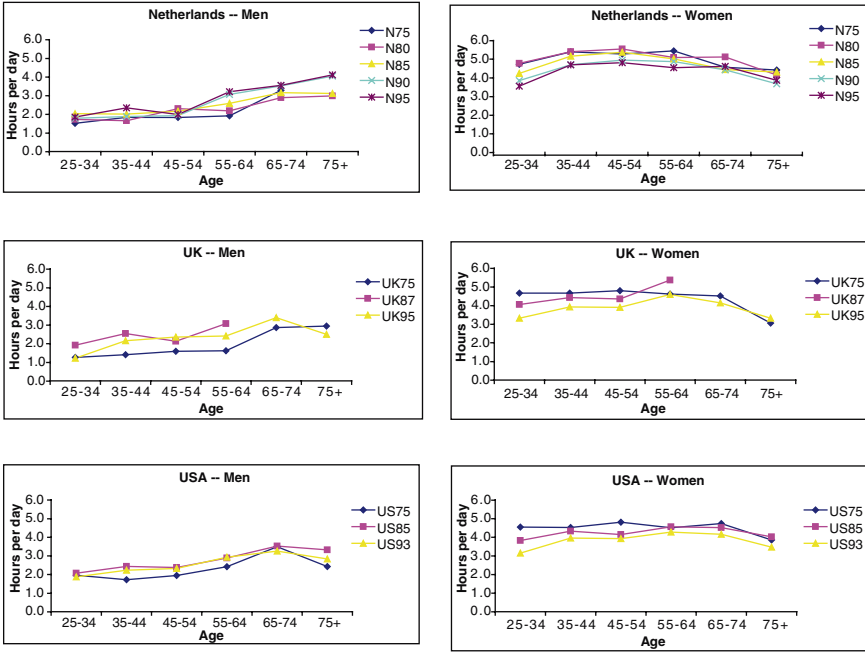 Netherlands -- Men
Hours per day
6.0
5.0
4.0
3.0
2.0
1.0
0.0
25-34 35-44 45-54 55-64 65-74 75+
Age
N75
N80
N85
N90
N95
Netherlands -- Women
Hours per day
6.0
5.0
4.0
3.0
2.0
1.0
0.0
25-34 35-44 45-54 55-64 65-74 75+
Age
N75
N80
N85
N90
N95
UK -- Men
Hours per day
6.0
5.0
4.0
3.0
2.0
1.0
0.0
25-34 35-44 45-54 55-64 65-74 75+
Age
UK75
UK87
UK95
UK -- Women
Hours per day
6.0
5.0
4.0
3.0
2.0
1.0
0.0
25-34 35-44 45-54 55-64 65-74 75+
Age
UK75
UK87
UK95
USA -- Men
Hours per day
6.0
5.0
4.0
3.0
2.0
1.0
0.0
25-34 35-44 45-54 55-64 65-74 75+
Age
US75
US85
US93
USA -- Women
Hours per day
6.0
5.0
4.0
3.0
2.0
1.0
0.0
25-34 35-44 45-54 55-64 65-74 75+
Age
US75
US85
US93